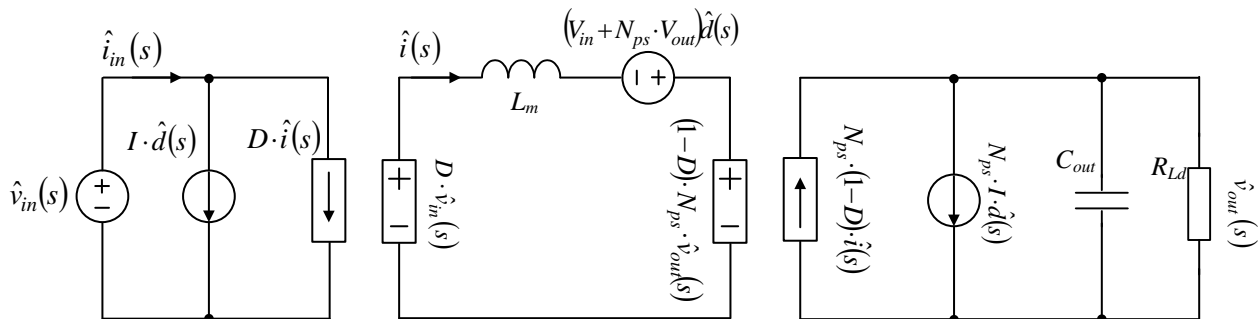 î_in(s)
v̂_in(s)
I·d̂(s)
D·î(s)
î(s)
L_m
(V_in+N_ps·V_out)d̂(s)
D·v̂_in(s)
(1−D)·N_ps·v̂_out(s)
N_ps·(1−D)·î(s)
N_ps·I·d̂(s)
C_out
R_Ld
v̂_out(s)